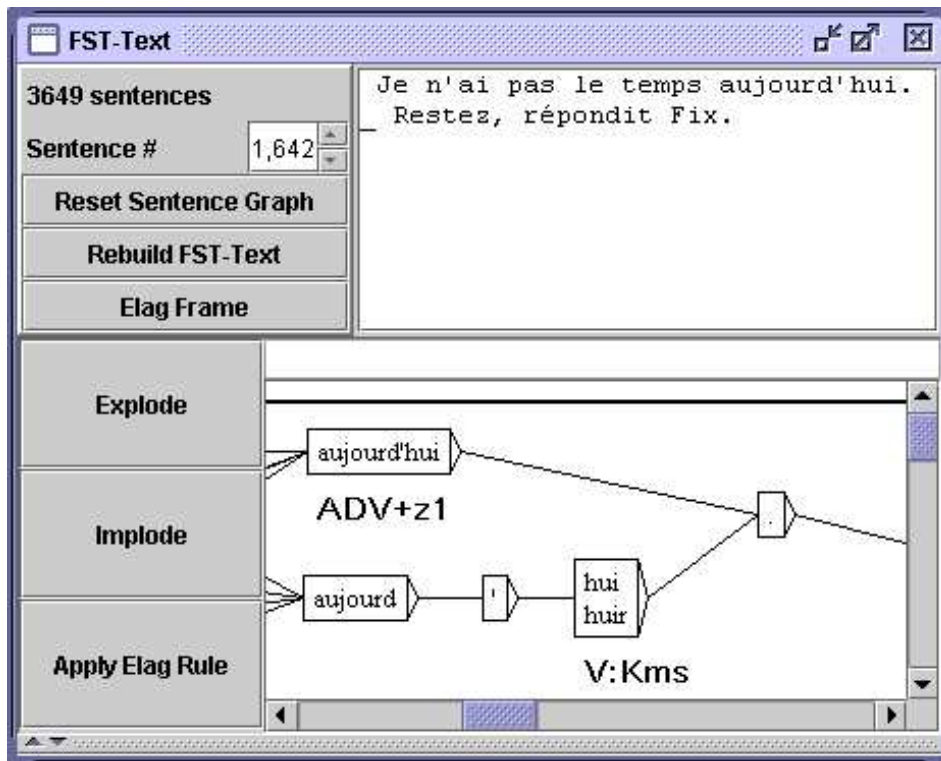 FST-Text
3649 sentences
Sentence # 1,642
Reset Sentence Graph
Rebuild FST-Text
Elag Frame
Je n'ai pas le temps aujourd'hui.
_ Restez, répondit Fix.
Explode
Implode
Apply Elag Rule
aujourd'hui
ADV+z1
.
aujourd
'
hui
huir
V:Kms